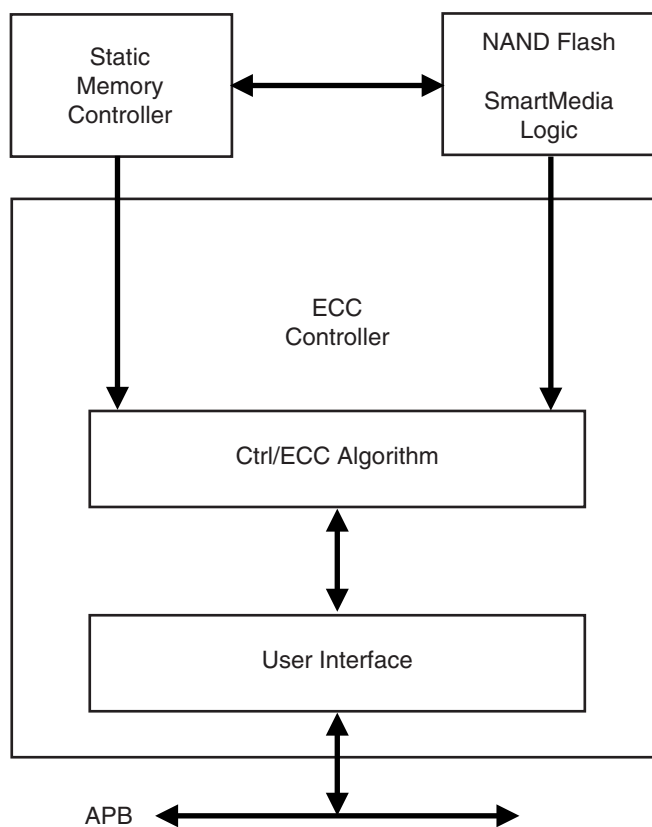 Static
Memory
Controller
NAND Flash
SmartMedia
Logic
ECC
Controller
Ctrl/ECC Algorithm
User Interface
APB